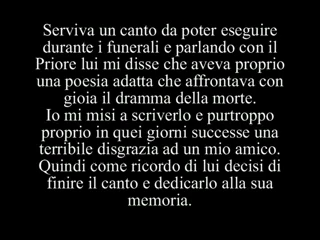 Serviva un canto da poter eseguire
durante i funerali e parlando con il
Priore lui mi disse che aveva proprio
una poesia adatta che affrontava con
gioia il dramma della morte.
Io mi misi a scriverlo e purtroppo
proprio in quei giorni successe una
terribile disgrazia ad un mio amico.
Quindi come ricordo di lui decisi di
finire il canto e dedicarlo alla sua
memoria.